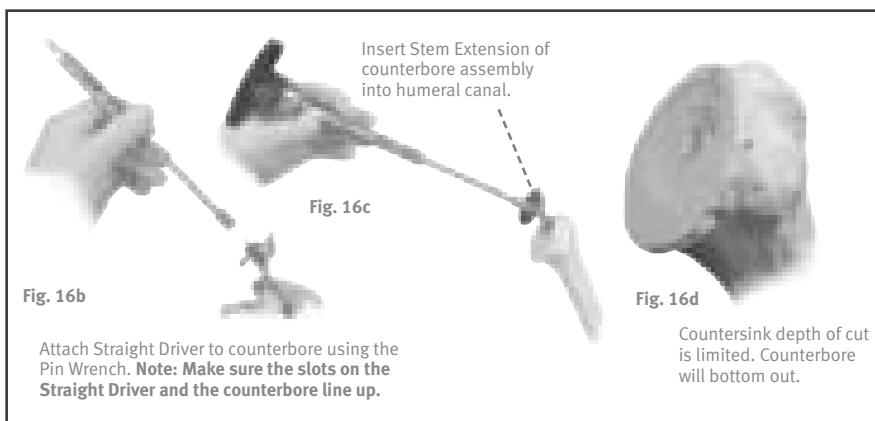 Insert Stem Extension of
counterbore assembly
into humeral canal.
Fig. 16c
Fig. 16b
Attach Straight Driver to counterbore using the
Pin Wrench. Note: Make sure the slots on the
Straight Driver and the counterbore line up.
Fig. 16d
Countersink depth of cut
is limited. Counterbore
will bottom out.